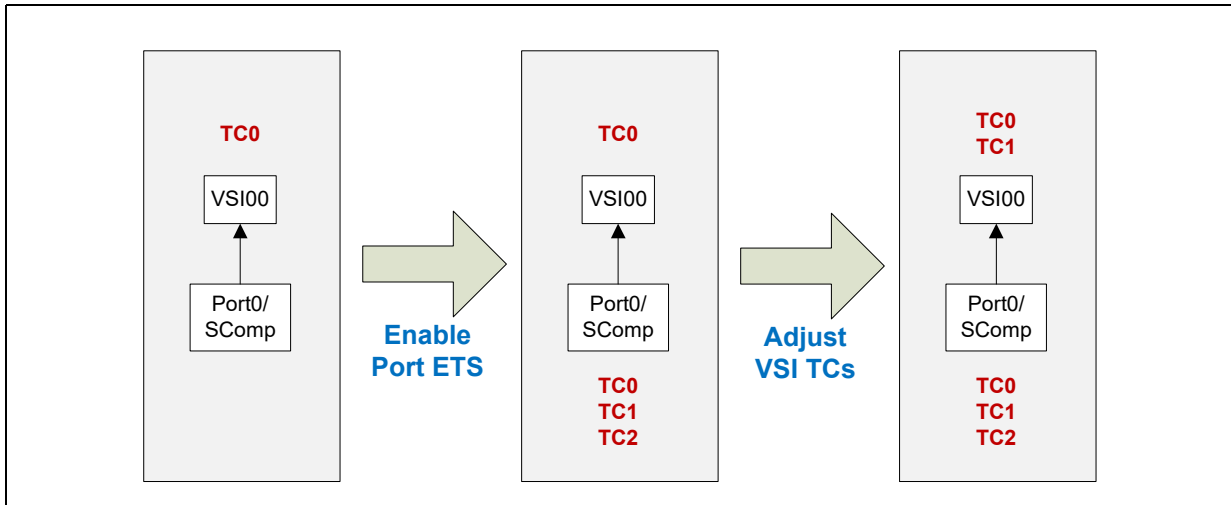 TC0
VSI00
Port0/
SComp
Enable
Port ETS
TC0
VSI00
Port0/
SComp
TC0
TC1
TC2
Adjust
VSI TCs
TC0
TC1
VSI00
Port0/
SComp
TC0
TC1
TC2